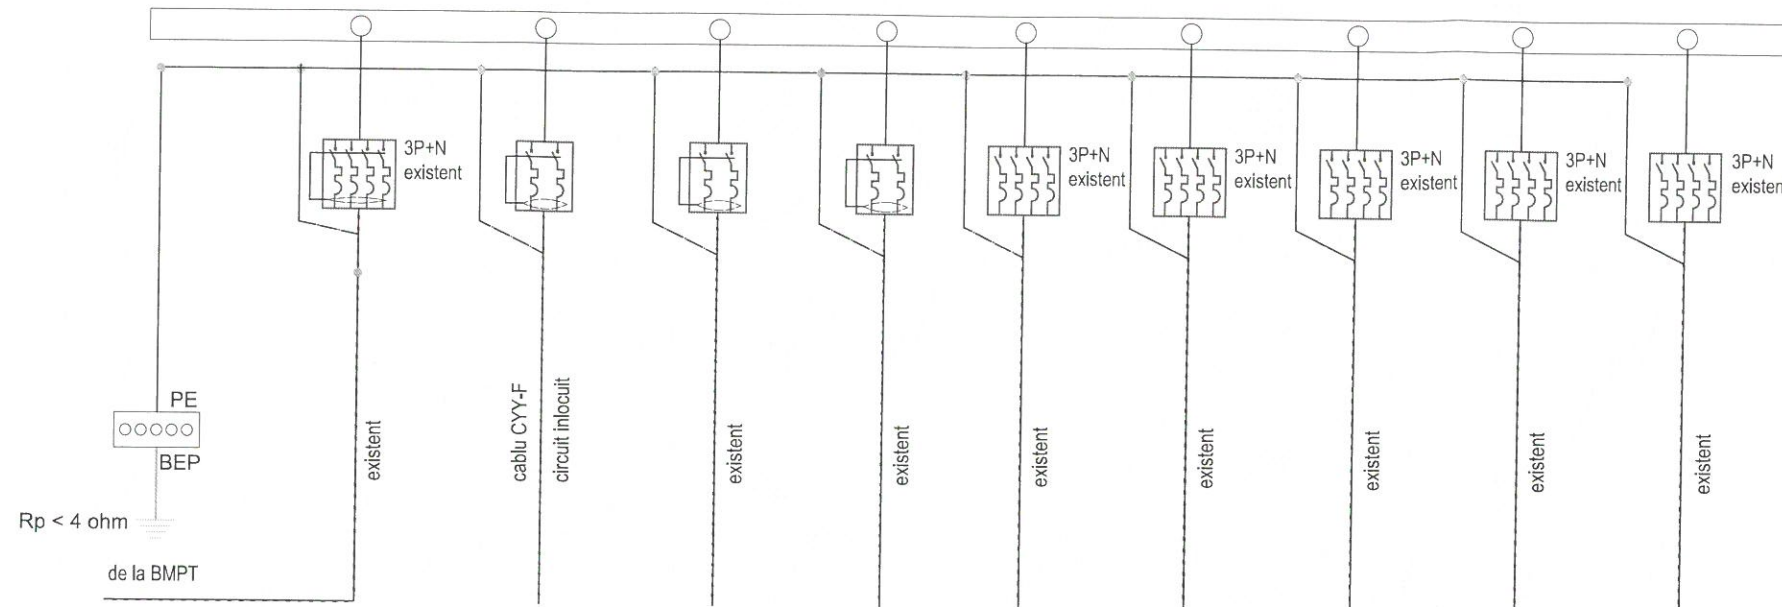 3P+N
existent
3P+N
existent
3P+N
existent
3P+N
existent
3P+N
existent
3P+N
existen
PE
BEP
Rp < 4 ohm
de la BMPT
existent
cablu CYY-F
circuit inlocuit
existent
existent
existent
existent
existent
existent
existent